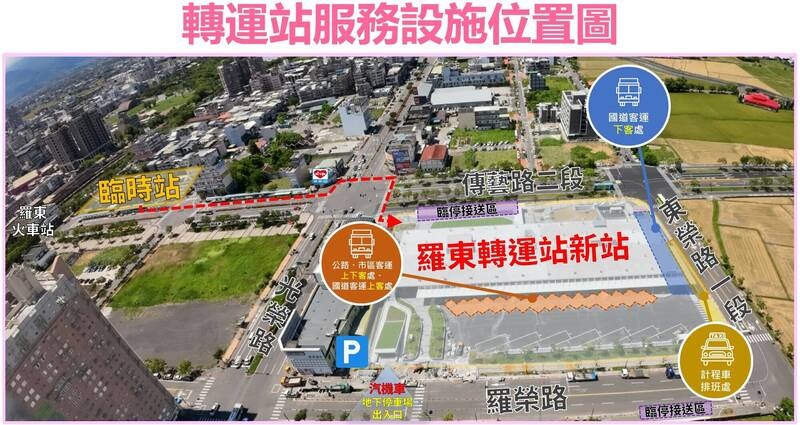 轉運站服務設施位置圖
國道客運
下客處
臨時站
傳藝路二段
羅東
火車站
臨停接送區
東榮路一段
羅東轉運站新站
公路、市區客運
上下客處、
國道客運上客處
光榮路
P
計程車
排班處
汽機車
地下停車場
出入口
羅榮路
臨停接送區